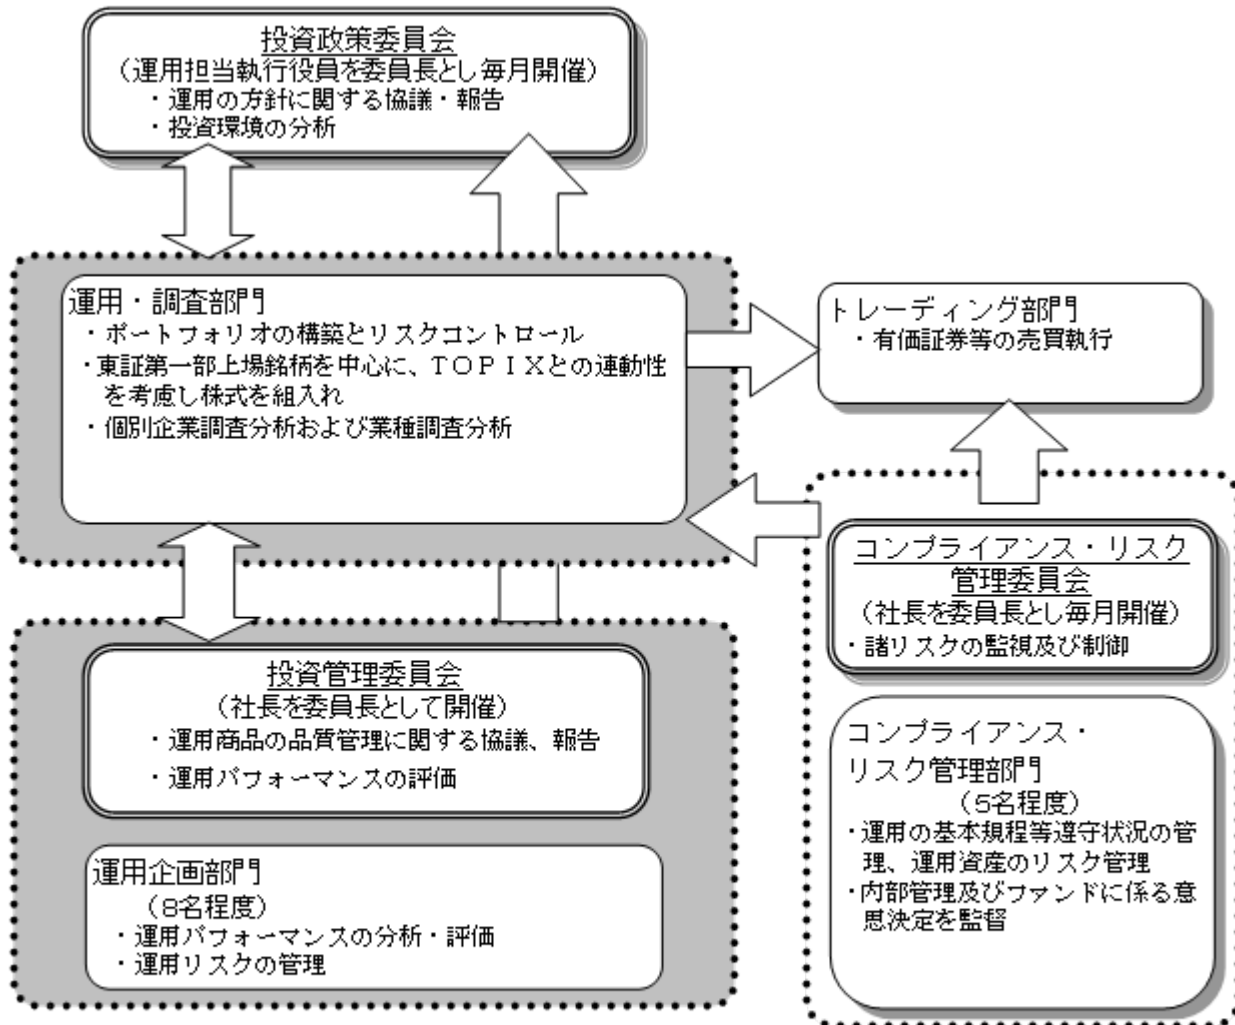 投資政策委員会
（運用担当執行役員を委員長とし毎月開催）
・運用の方針に関する協議・報告
・投資環境の分析
運用・調査部門
・ポートフォリオの構築とリスクコントロール
・東証第一部上場銘柄を中心に、ＴＯＰＩＸとの連動性
を考慮し株式を組入れ
・個別企業調査分析および業種調査分析
トレーディング部門
・有価証券等の売買執行
コンプライアンス・リスク
管理委員会
（社長を委員長とし毎月開催）
・諸リスクの監視及び制御
投資管理委員会
（社長を委員長として開催）
・運用商品の品質管理に関する協議、報告
・運用パフォーマンスの評価
コンプライアンス・
リスク管理部門
（５名程度）
・運用の基本規程等遵守状況の管
理、運用資産のリスク管理
・内部管理及びファンドに係る意
思決定を監督
運用企画部門
（８名程度）
・運用パフォーマンスの分析・評価
・運用リスクの管理